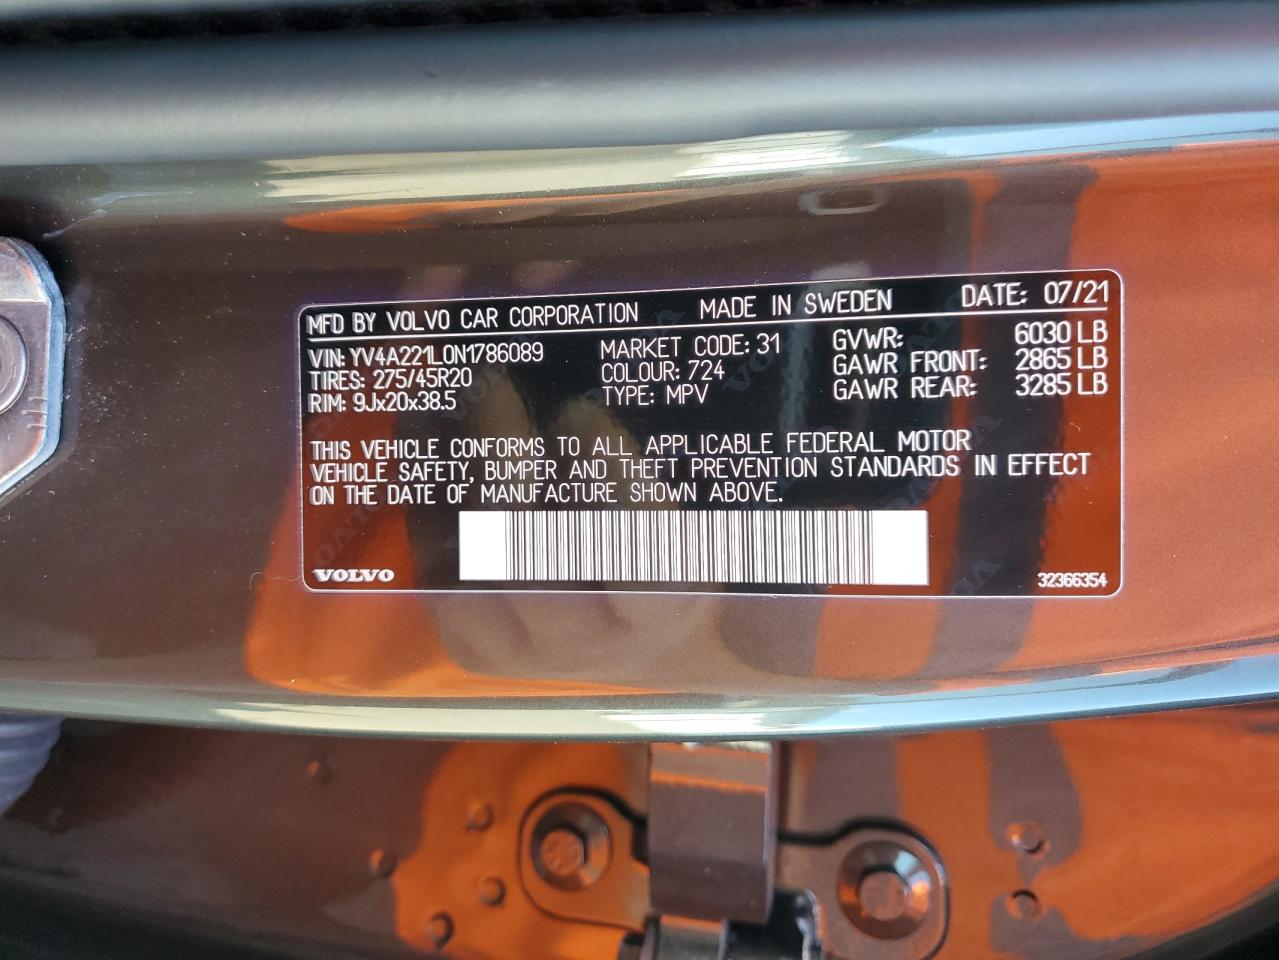 MFD BY VOLVO CAR CORPORATION MADE IN SWEDEN DATE: 07/21
VIN: YV4A221L0N1786089 MARKET CODE: 31 GVWR: 6030 LB
TIRES: 275/45R20 COLOUR: 724 GAWR FRONT: 2865 LB
RIM: 9Jx20x38.5 TYPE: MPV GAWR REAR: 3285 LB
THIS VEHICLE CONFORMS TO ALL APPLICABLE FEDERAL MOTOR
VEHICLE SAFETY, BUMPER AND THEFT PREVENTION STANDARDS IN EFFECT
ON THE DATE OF MANUFACTURE SHOWN ABOVE.
VOLVO 32366354